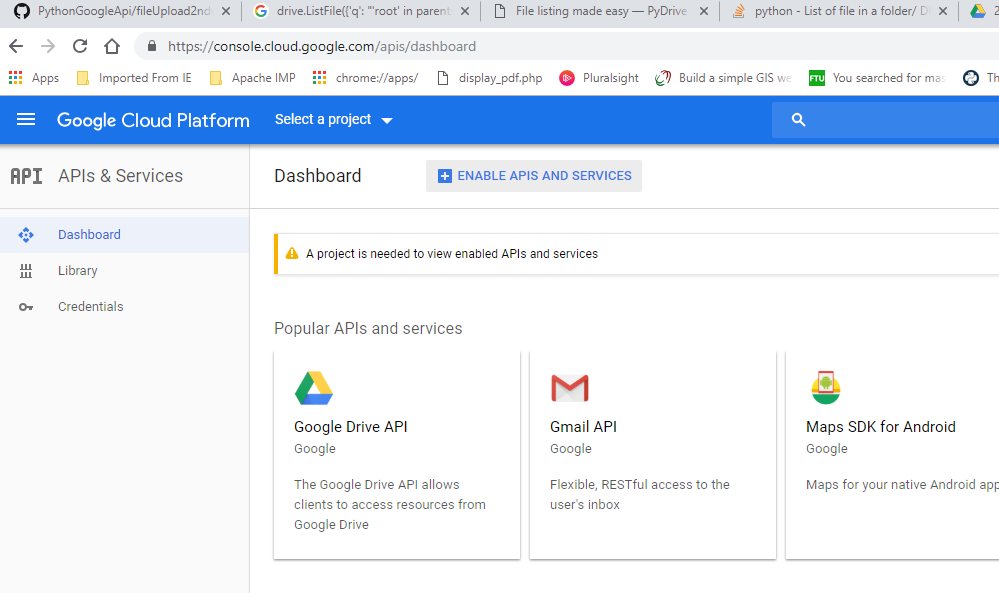 PythonGoogleApi/fileUpload2nd
drive.ListFile({'q': "'root' in parent
File listing made easy — PyDrive
python - List of file in a folder/ D
2
https://console.cloud.google.com/apis/dashboard
Apps
Imported From IE
Apache IMP
chrome://apps/
display_pdf.php
Pluralsight
Build a simple GIS we
FTU
You searched for mas
Th
Google Cloud Platform
Select a project
API
APIs & Services
Dashboard
ENABLE APIS AND SERVICES
Dashboard
Library
Credentials
A project is needed to view enabled APIs and services
Popular APIs and services
Google Drive API
Google
The Google Drive API allows
clients to access resources from
Google Drive
Gmail API
Google
Flexible, RESTful access to the
user's inbox
Maps SDK for Android
Google
Maps for your native Android app